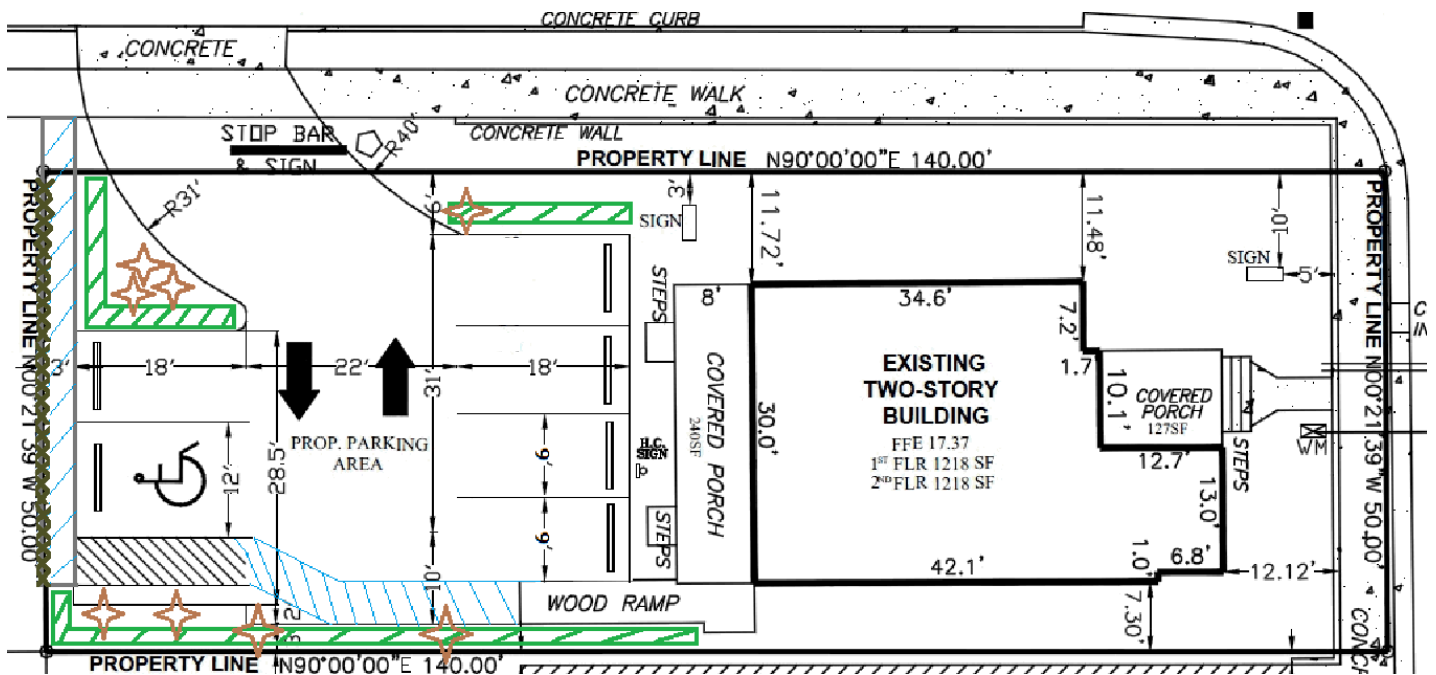 CONCRETE CURB
CONCRETE
CONCRETE WALK
STOP BAR
& SIGN
R40'
CONCRETE WALL
PROPERTY LINE N90°00'00"E 140.00'
R31'
6'
3'
SIGN
11.72'
11.48'
10'
SIGN
5'
PROPERTY LINE N00°21'39"W 50.00'
PROPERTY LINE N00°21'39"W 50.00'
STEPS
8'
34.6'
7.2'
1.7'
3'
18'
22'
18'
31'
COVERED PORCH
240SF
30.0'
EXISTING
TWO-STORY
BUILDING
FFE 17.37
1ST FLR 1218 SF
2ND FLR 1218 SF
10.1'
COVERED
PORCH
127SF
12.7'
STEPS
WM
PROP. PARKING
AREA
H.C.
SIGN
12'
28.5'
9'
9'
13.0'
STEPS
10'
42.1'
1.0'
6.8'
12.12'
WOOD RAMP
7.30'
2'
3'
PROPERTY LINE N90°00'00"E 140.00'